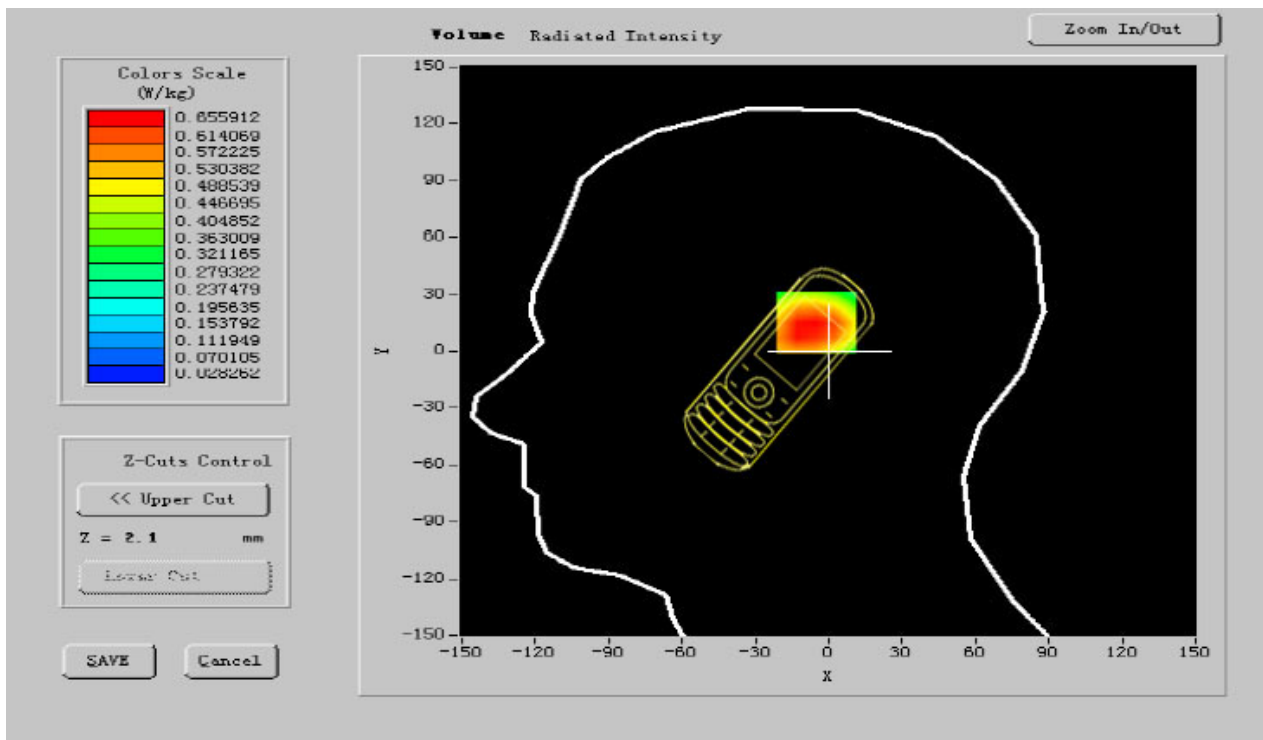 Volume Radiated Intensity
Zoom In/Out
Colors Scale
(W/kg)
0.655912
0.614069
0.572225
0.530382
0.488539
0.446695
0.404852
0.363009
0.321165
0.279322
0.237479
0.195635
0.153792
0.111949
0.070105
0.028262
Z-Cuts Control
<< Upper Cut
Z = 2.1 mm
Lower Cut
SAVE
Cancel
150
120
90
60
30
0
-30
-60
-90
-120
-150
Y
-150 -120 -90 -60 -30 0 30 60 90 120 150
X